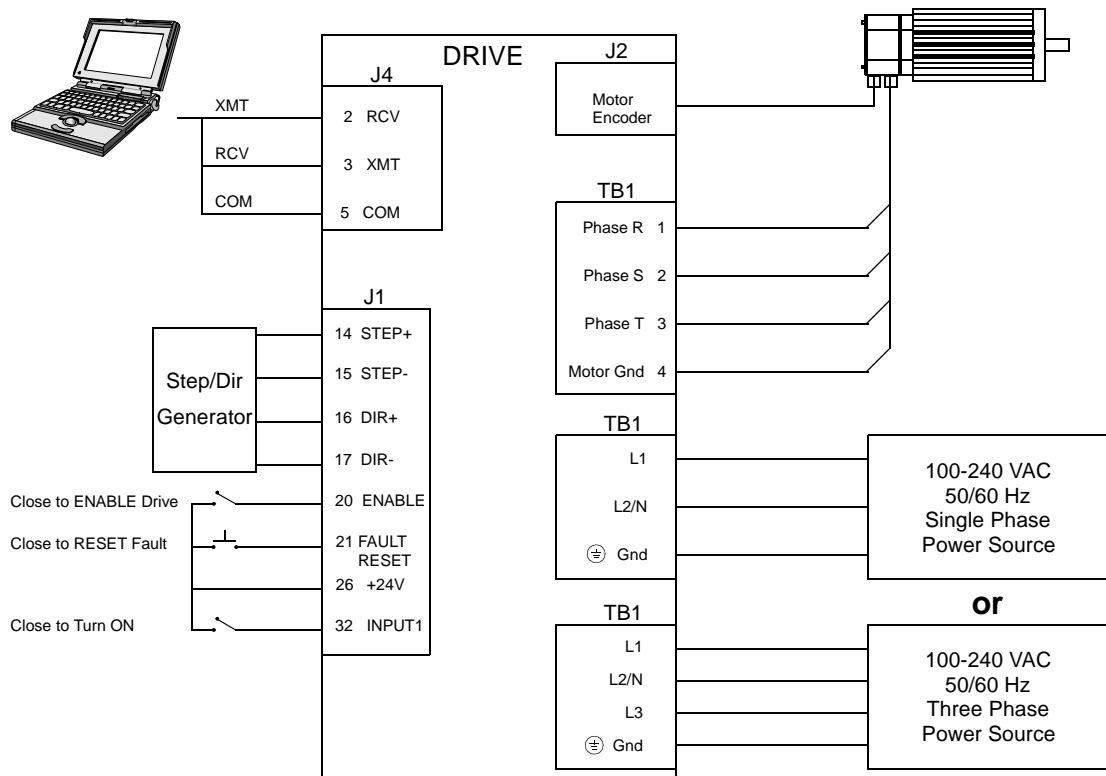 DRIVE
J4
XMT
2 RCV
RCV
3 XMT
COM
5 COM
J2
Motor
Encoder
TB1
Phase R 1
Phase S 2
Phase T 3
Motor Gnd 4
J1
Step/Dir
Generator
14 STEP+
15 STEP-
16 DIR+
17 DIR-
Close to ENABLE Drive
20 ENABLE
Close to RESET Fault
21 FAULT
RESET
26 +24V
Close to Turn ON
32 INPUT1
TB1
L1
L2/N
Gnd
100-240 VAC
50/60 Hz
Single Phase
Power Source
or
TB1
L1
L2/N
L3
Gnd
100-240 VAC
50/60 Hz
Three Phase
Power Source